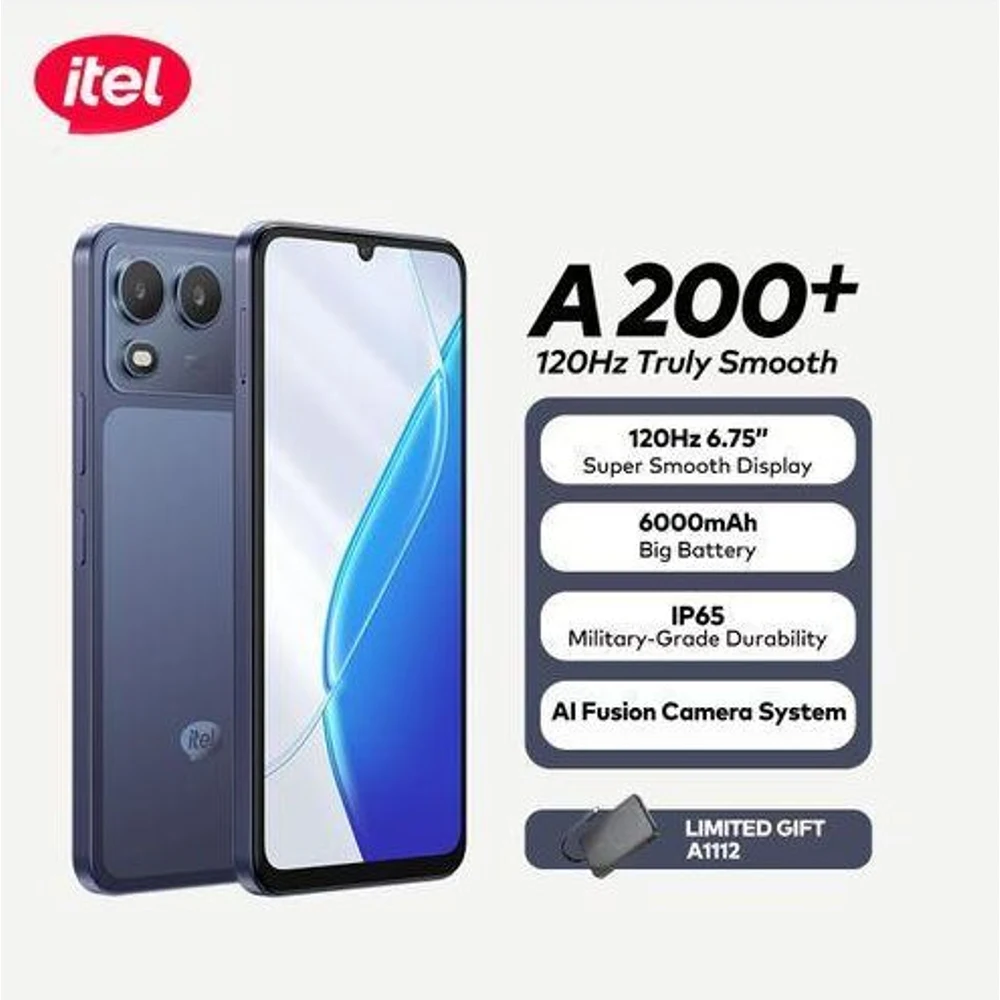 itel
A200+
120Hz Truly Smooth
120Hz 6.75"
Super Smooth Display
6000mAh
Big Battery
IP65
Military-Grade Durability
AI Fusion Camera System
itel
LIMITED GIFT
A1112